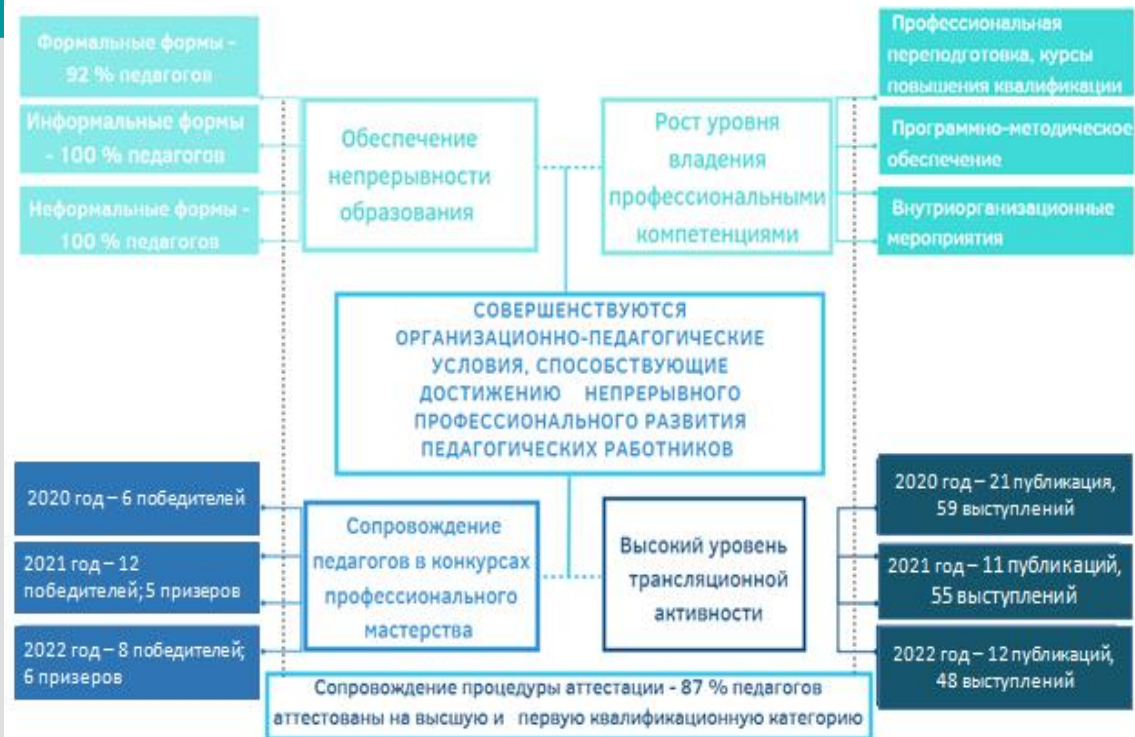 Формальные формы -
92 % педагогов
Информальные формы
- 100 % педагогов
Неформальные формы -
100 % педагогов
Обеспечение
непрерывности
образования
Рост уровня
владения
профессиональными
компетенциями
Профессиональная
переподготовка, курсы
повышения квалификации
Программно-методическое
обеспечение
Внутриорганизационные
мероприятия
СОВЕРШЕНСТВУЮТСЯ
ОРГАНИЗАЦИОННО-ПЕДАГОГИЧЕСКИЕ
УСЛОВИЯ, СПОСОБСТВУЮЩИЕ
ДОСТИЖЕНИЮ НЕПРЕРЫВНОГО
ПРОФЕССИОНАЛЬНОГО РАЗВИТИЯ
ПЕДАГОГИЧЕСКИХ РАБОТНИКОВ
2020 год – 6 победителей
2021 год – 12
победителей; 5 призеров
2022 год – 8 победителей;
6 призеров
Сопровождение
педагогов в конкурсах
профессионального
мастерства
Высокий уровень
трансляционной
активности
2020 год – 21 публикация,
59 выступлений
2021 год – 11 публикаций,
55 выступлений
2022 год – 12 публикаций,
48 выступлений
Сопровождение процедуры аттестации - 87 % педагогов
аттестованы на высшую и первую квалификационную категорию